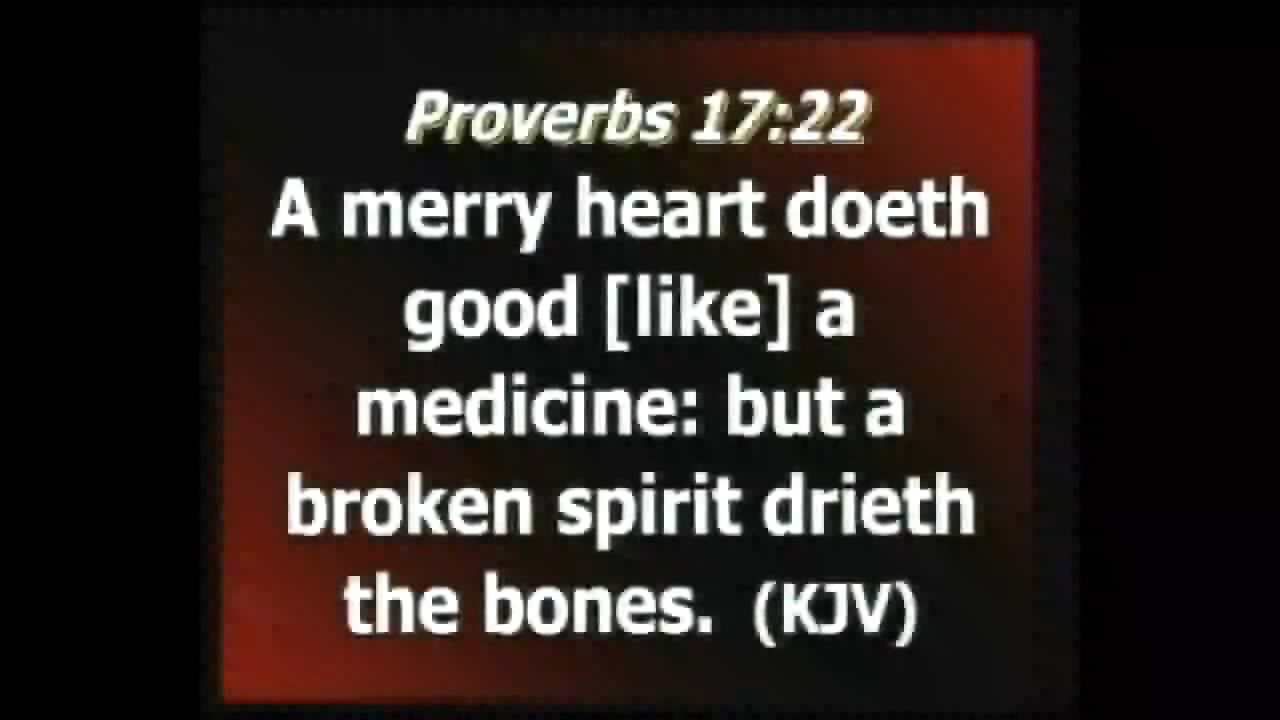 Proverbs 17:22
A merry heart doeth
good [like] a
medicine: but a
broken spirit drieth
the bones. (KJV)